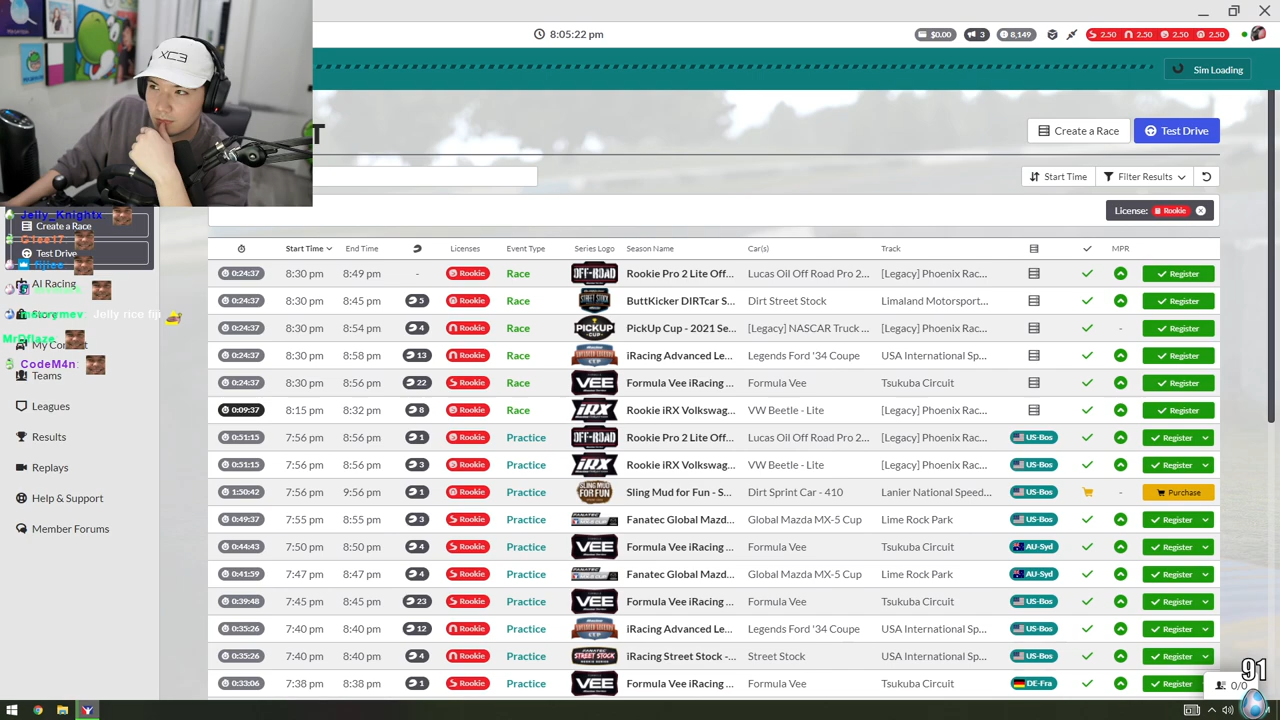 8:05:22 pm
$0.00 3 8,149 2.50 2.50 2.50 2.50
XC3
Sim Loading
T
Create a Race Test Drive
Start Time Filter Results
License: Rookie
Jelly_Knightx
Create a Race
Test Drive
AI Racing
Jelly rice fiji
Teams
CodeM4n:
Leagues
Results
Replays
Help & Support
Member Forums
Start Time End Time Licenses Event Type Series Logo Season Name Car(s) Track MPR
0:24:37 8:30 pm 8:49 pm - Rookie Race OFF-ROAD Rookie Pro 2 Lite Off... Lucas Oil Off Road Pro 2... [Legacy] Phoenix Rac... Register
0:24:37 8:30 pm 8:45 pm 5 Rookie Race STREET STOCK ButtKicker DIRTcar S... Dirt Street Stock Limaland Motorsport... Register
0:24:37 8:30 pm 8:54 pm 4 Rookie Race PICKUP CUP PickUp Cup - 2021 Se... [Legacy] NASCAR Truck... [Legacy] Phoenix Rac... - Register
0:24:37 8:30 pm 8:58 pm 13 Rookie Race iRacing Advanced Le... Legends Ford '34 Coupe USA International Sp... Register
0:24:37 8:30 pm 8:56 pm 22 Rookie Race VEE Formula Vee iRacing ... Formula Vee Tsukuba Circuit Register
0:09:37 8:15 pm 8:32 pm 8 Rookie Race iRX Rookie iRX Volkswag... VW Beetle - Lite [Legacy] Phoenix Rac... Register
0:51:15 7:56 pm 8:56 pm 1 Rookie Practice OFF-ROAD Rookie Pro 2 Lite Off... Lucas Oil Off Road Pro 2... [Legacy] Phoenix Rac... US-Bos Register
0:51:15 7:56 pm 8:56 pm 3 Rookie Practice iRX Rookie iRX Volkswag... VW Beetle - Lite [Legacy] Phoenix Rac... US-Bos Register
1:50:42 7:56 pm 9:56 pm 1 Rookie Practice SLING MUD FOR FUN Sling Mud for Fun - S... Dirt Sprint Car - 410 Lanier National Speed... US-Bos - Purchase
0:49:37 7:55 pm 8:55 pm 3 Rookie Practice FANATEC Fanatec Global Mazd... Global Mazda MX-5 Cup Lime Rock Park US-Bos Register
0:44:43 7:50 pm 8:50 pm 4 Rookie Practice VEE Formula Vee iRacing ... Formula Vee Tsukuba Circuit AU-Syd Register
0:41:59 7:47 pm 8:47 pm 4 Rookie Practice Fanatec Global Mazd... Global Mazda MX-5 Cup Lime Rock Park AU-Syd Register
0:39:48 7:45 pm 8:45 pm 23 Rookie Practice VEE Formula Vee iRacing ... Formula Vee Tsukuba Circuit US-Bos Register
0:35:26 7:40 pm 8:40 pm 12 Rookie Practice iRacing Advanced Le... Legends Ford '34 Coupe USA International Sp... US-Bos Register
0:35:26 7:40 pm 8:40 pm 4 Rookie Practice STREET STOCK iRacing Street Stock - ... Street Stock USA International Sp... US-Bos Register
0:33:06 7:38 pm 8:38 pm 1 Rookie Practice VEE Formula Vee iRacing ... Formula Vee Tsukuba Circuit DE-Fra Register
91
0/0